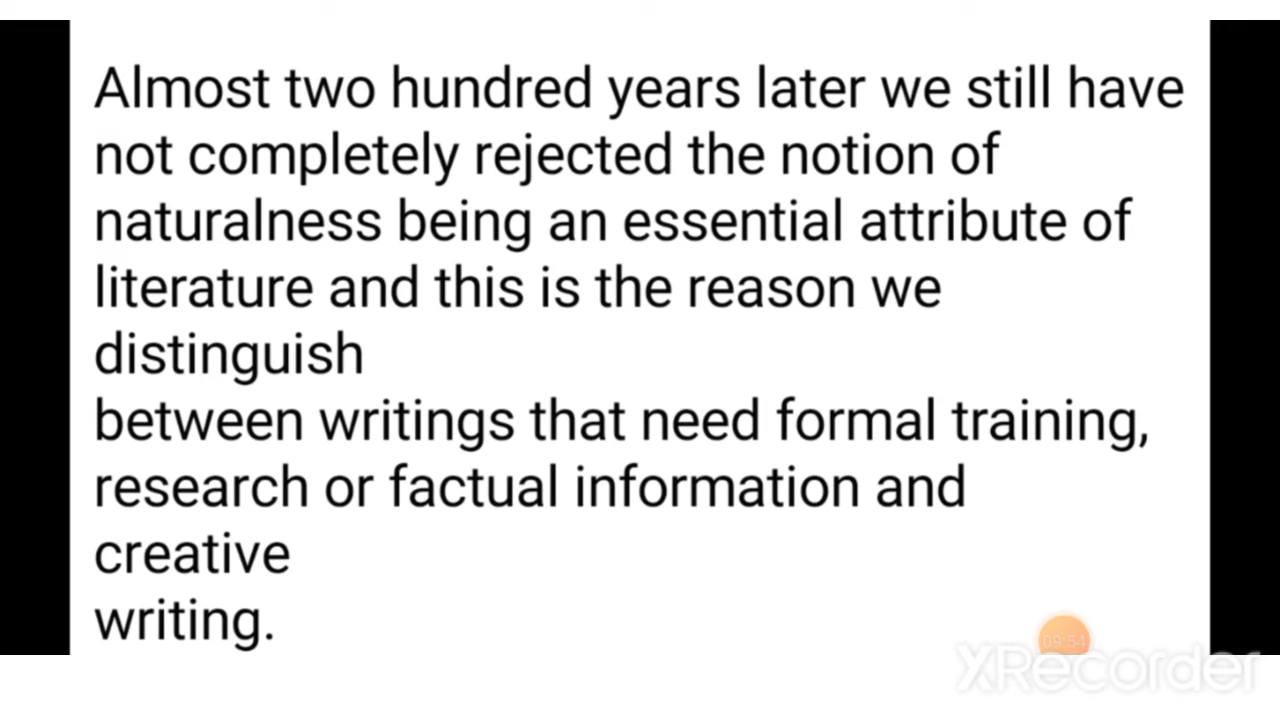 Almost two hundred years later we still have
not completely rejected the notion of
naturalness being an essential attribute of
literature and this is the reason we
distinguish
between writings that need formal training,
research or factual information and
creative
writing.
09:54
XRecorder